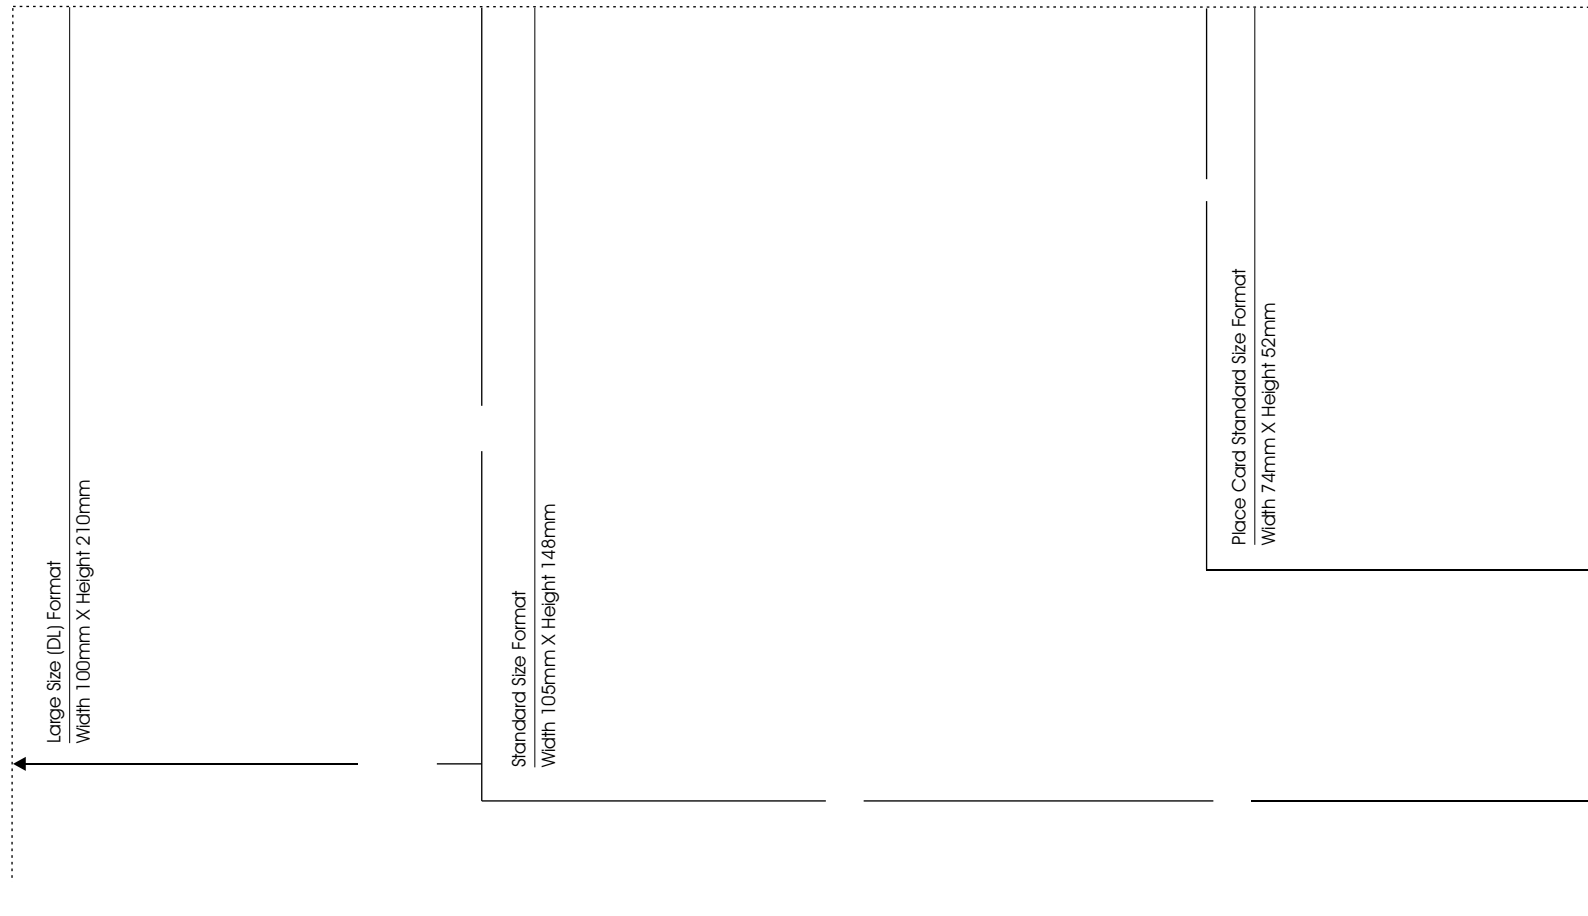 Large Size (DL) Format
Width 100mm X Height 210mm
Standard Size Format
Width 105mm X Height 148mm
Place Card Standard Size Format
Width 74mm X Height 52mm